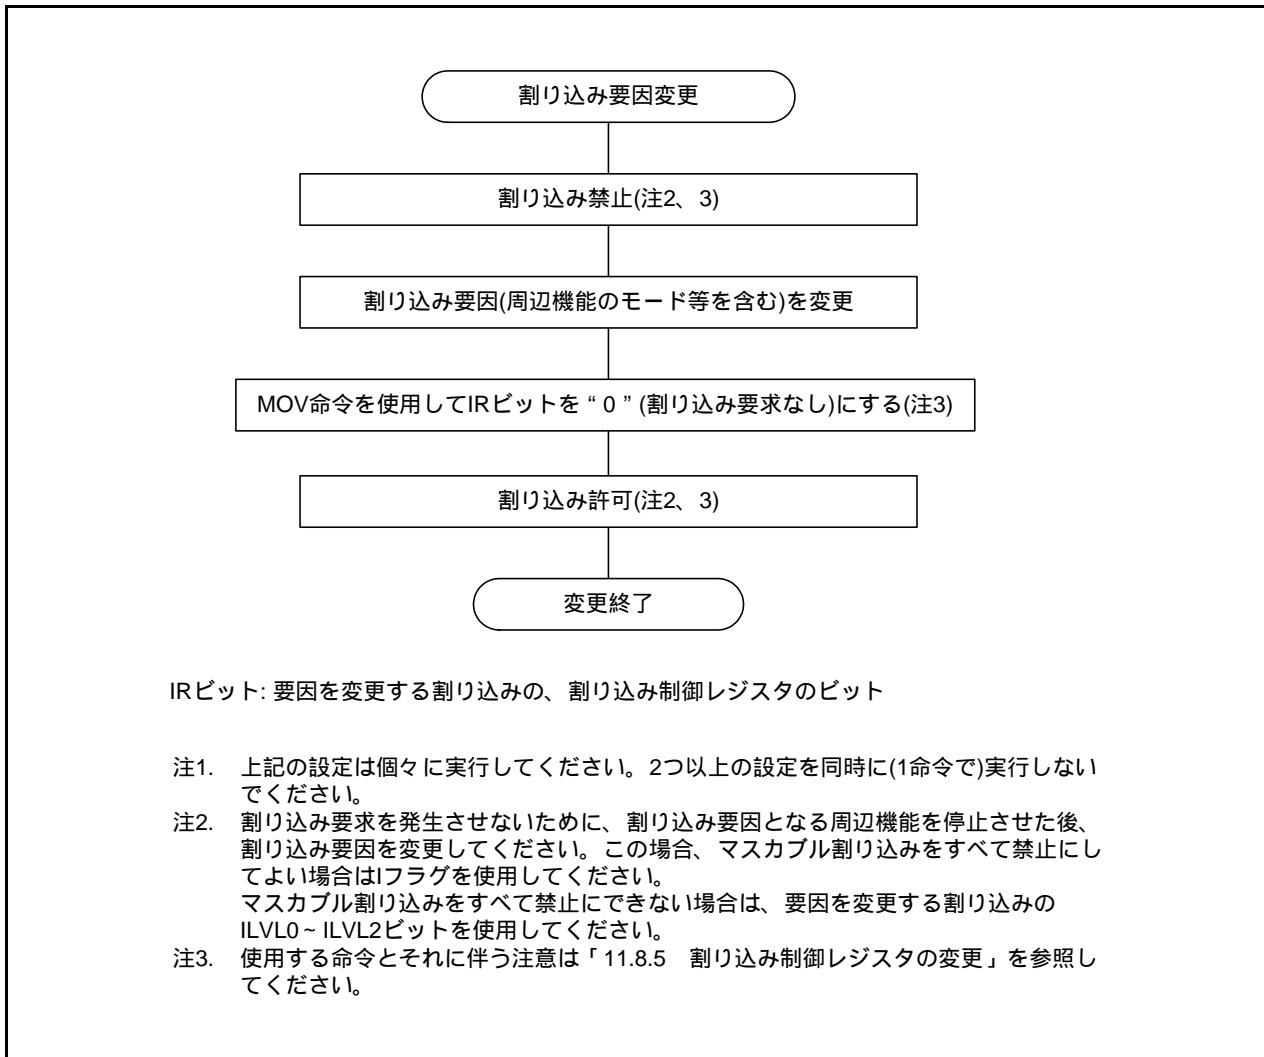 割り込み要因変更
割り込み禁止(注2、3)
割り込み要因(周辺機能のモード等を含む)を変更
MOV命令を使用してIRビットを“0”(割り込み要求なし)にする(注3)
割り込み許可(注2、3)
変更終了
IRビット: 要因を変更する割り込みの、割り込み制御レジスタのビット
注1. 上記の設定は個々に実行してください。2つ以上の設定を同時に(1命令で)実行しない
でください。
注2. 割り込み要求を発生させないために、割り込み要因となる周辺機能を停止させた後、
割り込み要因を変更してください。この場合、マスカブル割り込みをすべて禁止にし
てよい場合はIフラグを使用してください。
マスカブル割り込みをすべて禁止にできない場合は、要因を変更する割り込みの
ILVL0~ILVL2ビットを使用してください。
注3. 使用する命令とそれに伴う注意は「11.8.5 割り込み制御レジスタの変更」を参照し
てください。